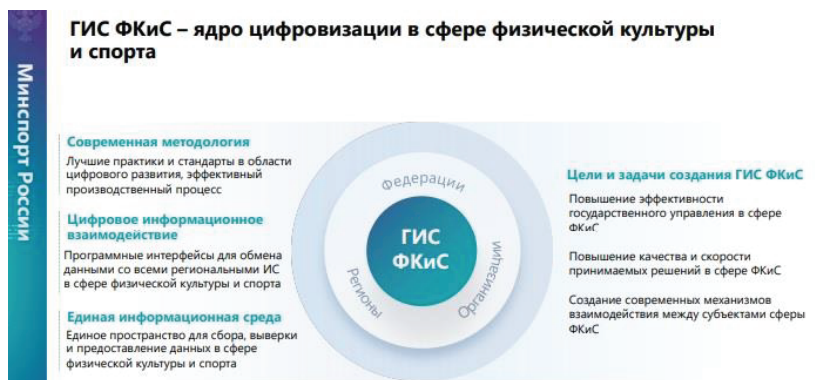 Минспорт России
ГИС ФКиС – ядро цифровизации в сфере физической культуры
и спорта
Современная методология
Лучшие практики и стандарты в области
цифрового развития, эффективный
производственный процесс
Цифровое информационное
взаимодействие
Программные интерфейсы для обмена
данными со всеми региональными ИС
в сфере физической культуры и спорта
Единая информационная среда
Единое пространство для сбора, выверки
и предоставление данных в сфере
физической культуры и спорта
Федерации
ГИС
ФКиС
Регионы
Организации
Цели и задачи создания ГИС ФКиС
Повышение эффективности
государственного управления в сфере
ФКиС
Повышение качества и скорости
принимаемых решений в сфере ФКиС
Создание современных механизмов
взаимодействия между субъектами сферы
ФКиС